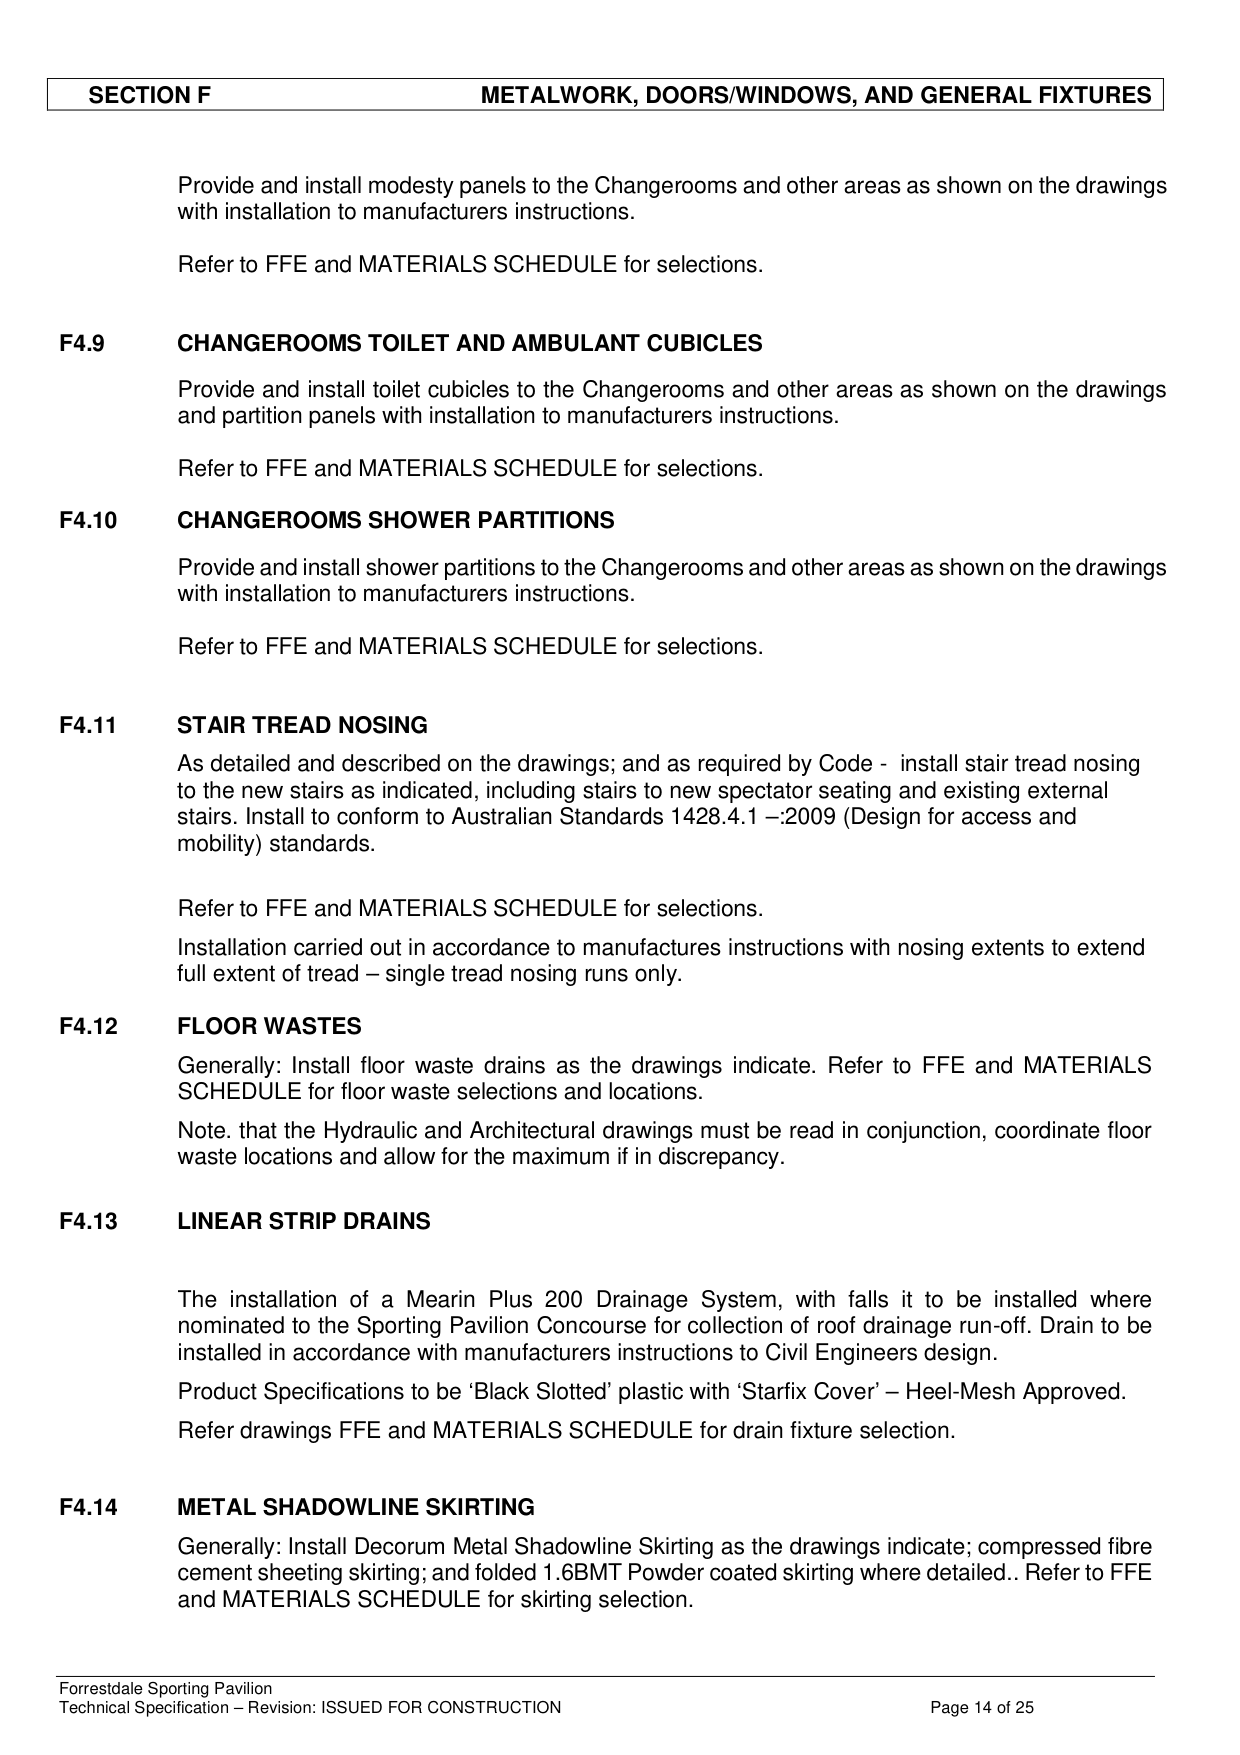 SECTION F METALWORK, DOORS/WINDOWS, AND GENERAL FIXTURES
Provide and install modesty panels to the Changerooms and other areas as shown on the drawings
with installation to manufacturers instructions.
Refer to FFE and MATERIALS SCHEDULE for selections.
F4.9 CHANGEROOMS TOILET AND AMBULANT CUBICLES
Provide and install toilet cubicles to the Changerooms and other areas as shown on the drawings
and partition panels with installation to manufacturers instructions.
Refer to FFE and MATERIALS SCHEDULE for selections.
F4.10 CHANGEROOMS SHOWER PARTITIONS
Provide and install shower partitions to the Changerooms and other areas as shown on the drawings
with installation to manufacturers instructions.
Refer to FFE and MATERIALS SCHEDULE for selections.
F4.11 STAIR TREAD NOSING
As detailed and described on the drawings; and as required by Code -  install stair tread nosing
to the new stairs as indicated, including stairs to new spectator seating and existing external
stairs. Install to conform to Australian Standards 1428.4.1 –:2009 (Design for access and
mobility) standards.
Refer to FFE and MATERIALS SCHEDULE for selections.
Installation carried out in accordance to manufactures instructions with nosing extents to extend
full extent of tread – single tread nosing runs only.
F4.12 FLOOR WASTES
Generally: Install floor waste drains as the drawings indicate. Refer to FFE and MATERIALS
SCHEDULE for floor waste selections and locations.
Note. that the Hydraulic and Architectural drawings must be read in conjunction, coordinate floor
waste locations and allow for the maximum if in discrepancy.
F4.13 LINEAR STRIP DRAINS
The installation of a Mearin Plus 200 Drainage System, with falls it to be installed where
nominated to the Sporting Pavilion Concourse for collection of roof drainage run-off. Drain to be
installed in accordance with manufacturers instructions to Civil Engineers design.
Product Specifications to be ‘Black Slotted’ plastic with ‘Starfix Cover’ – Heel-Mesh Approved.
Refer drawings FFE and MATERIALS SCHEDULE for drain fixture selection.
F4.14 METAL SHADOWLINE SKIRTING
Generally: Install Decorum Metal Shadowline Skirting as the drawings indicate; compressed fibre
cement sheeting skirting; and folded 1.6BMT Powder coated skirting where detailed.. Refer to FFE
and MATERIALS SCHEDULE for skirting selection.
Forrestdale Sporting Pavilion
Technical Specification – Revision: ISSUED FOR CONSTRUCTION Page 14 of 25